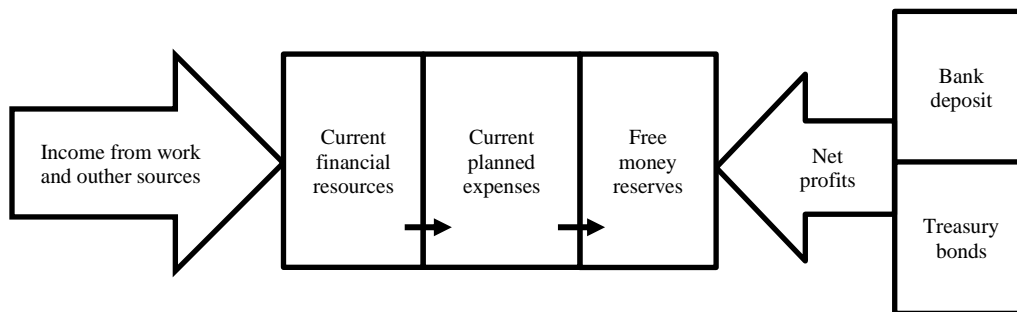 Income from work
and outher sources
Current
financial
resources
Current
planned
expenses
Free
money
reserves
Net
profits
Bank
deposit
Treasury
bonds